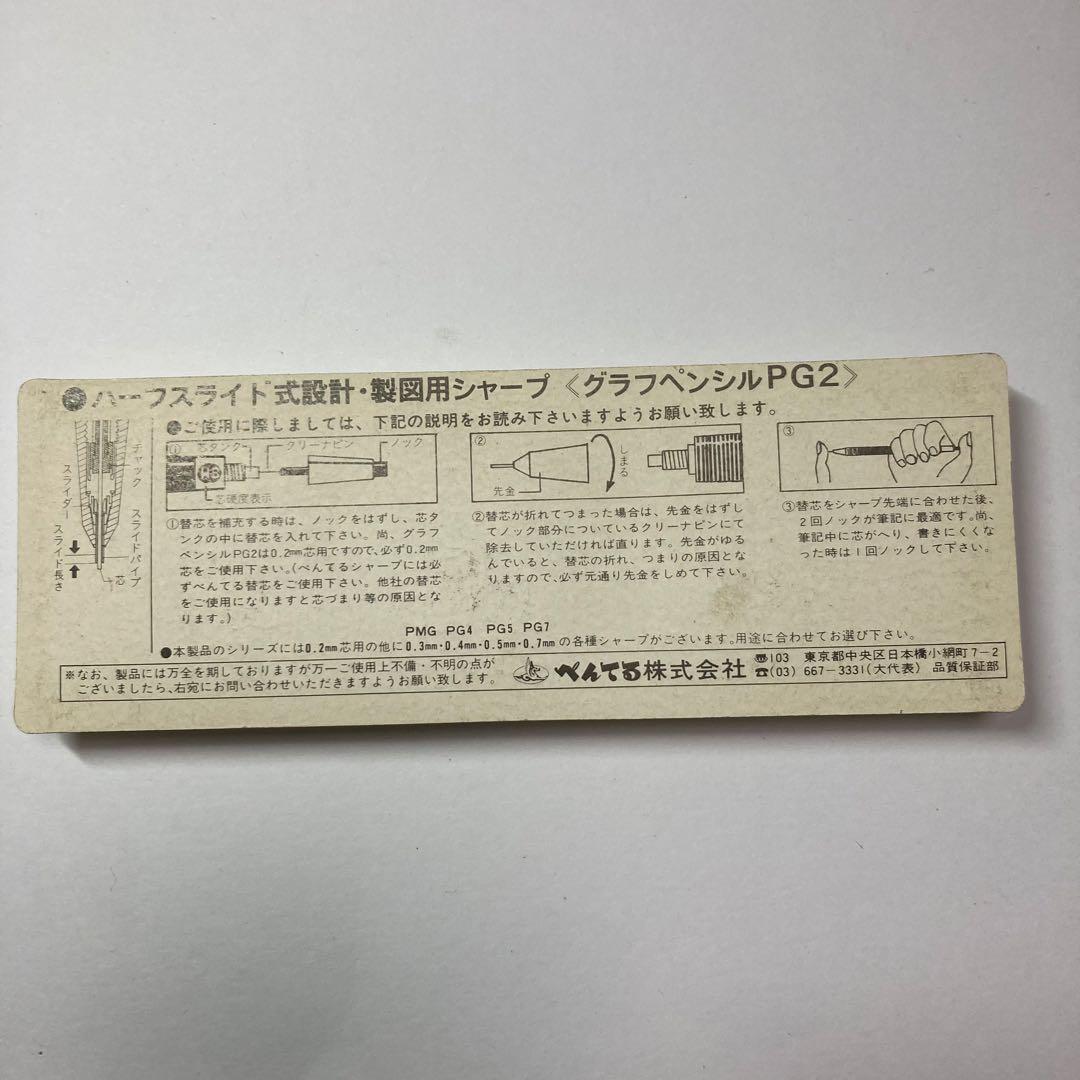 ●ハーフスライド式設計・製図用シャープ〈グラフペンシルPG2〉
●ご使用に際しましては、下記の説明をお読み下さいますようお願い致します。
チャック
スライドパイプ
スライダー
スライド長さ
芯
① 芯タンク クリーナピン ノック
HB
芯硬度表示
①替芯を補充する時は、ノックをはずし、芯タ
ンクの中に替芯を入れて下さい。尚、グラフ
ペンシルPG2は0.2mm芯用ですので、必ず0.2mm
芯をご使用下さい。(ぺんてるシャープには必
ずぺんてる替芯をご使用下さい。他社の替芯
をご使用になりますと芯づまり等の原因とな
ります。)
②
先金
しまる
②替芯が折れてつまった場合は、先金をはずし
てノック部分についているクリーナピンにて
除去していただければ直ります。先金がゆる
んでいると、替芯の折れ、つまりの原因とな
りますので、必ず元通り先金をしめて下さい。
③
③替芯をシャープ先端に合わせた後、
2回ノックが筆記に最適です。尚、
筆記中に芯がへり、書きにくくな
った時は1回ノックして下さい。
PMG PG4 PG5 PG7
●本製品のシリーズには0.2mm芯用の他に0.3mm・0.4mm・0.5mm・0.7mmの各種シャープがございます。用途に合わせてお選び下さい。
※なお、製品には万全を期しておりますが万一ご使用上不備・不明の点が
ございましたら、右宛にお問い合わせいただきますようお願い致します。
ぺんてる株式会社
103 東京都中央区日本橋小網町7-2
☎(03) 667-3331(大代表) 品質保証部